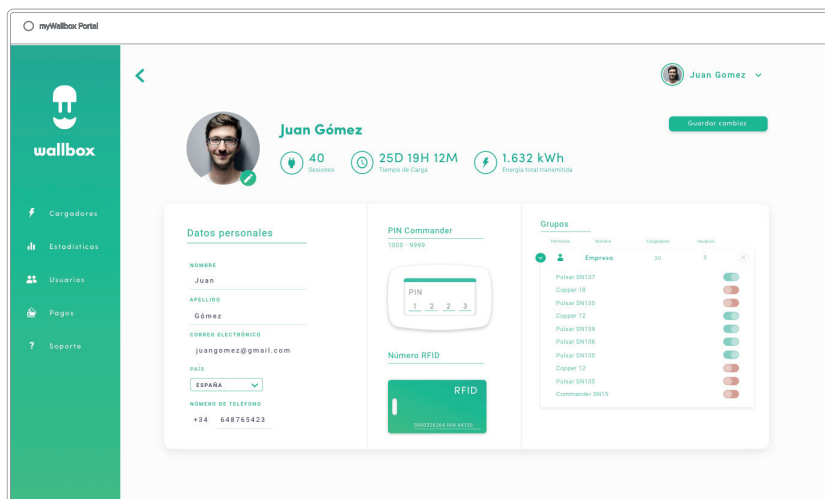 myWallbox Portal
Juan Gomez
wallbox
Juan Gómez
Guardar cambios
40
Sesiones
25D 19H 12M
Tiempo de Carga
1.632 kWh
Energía total transmitida
Cargadores
Estadísticas
Usuarios
Pagos
Soporte
Datos personales
NOMBRE
Juan
APELLIDO
Gómez
CORREO ELECTRÓNICO
juangomez@gmail.com
PAÍS
ESPAÑA
NÚMERO DE TELÉFONO
+34 648765423
PIN Commander
1000 - 9999
PIN
1 2 2 3
Número RFID
RFID
Grupos
Permisos Nombre Cargadores Usuarios
Empresa 20
Pulsar SN137
Copper 18
Pulsar SN135
Copper 12
Pulsar SN139
Pulsar SN136
Pulsar SN130
Copper 12
Pulsar SN135
Commander SN15